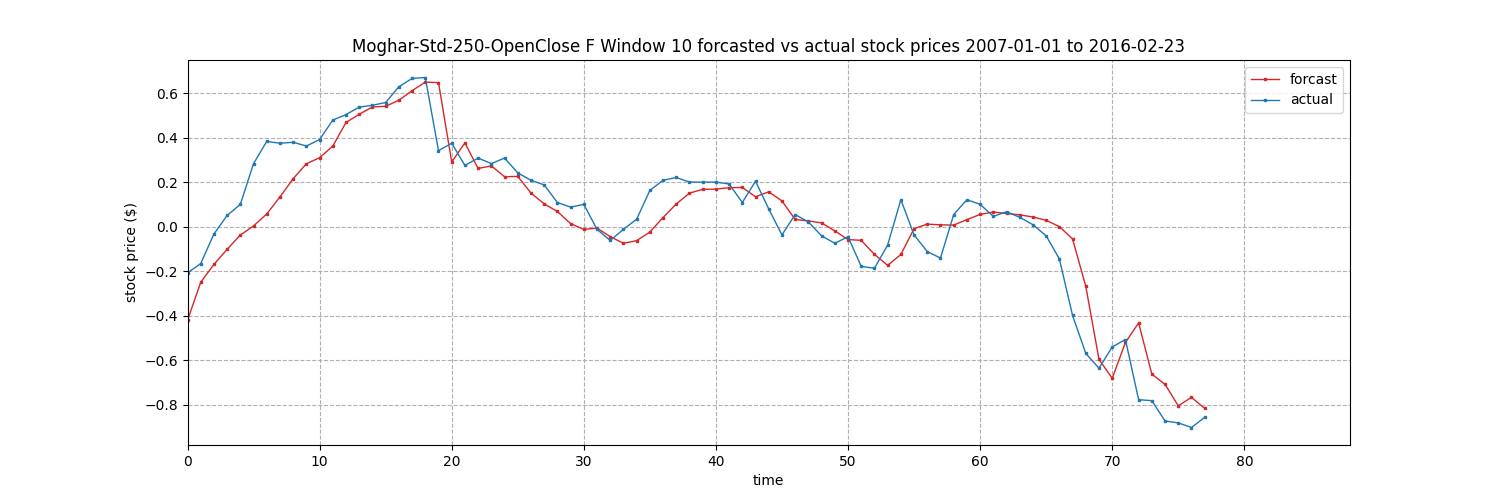 Moghar-Std-250-OpenClose F Window 10 forcasted vs actual stock prices 2007-01-01 to 2016-02-23
forcast
actual
stock price ($)
0.6
0.4
0.2
0.0
−0.2
−0.4
−0.6
−0.8
0 10 20 30 40 50 60 70 80
time